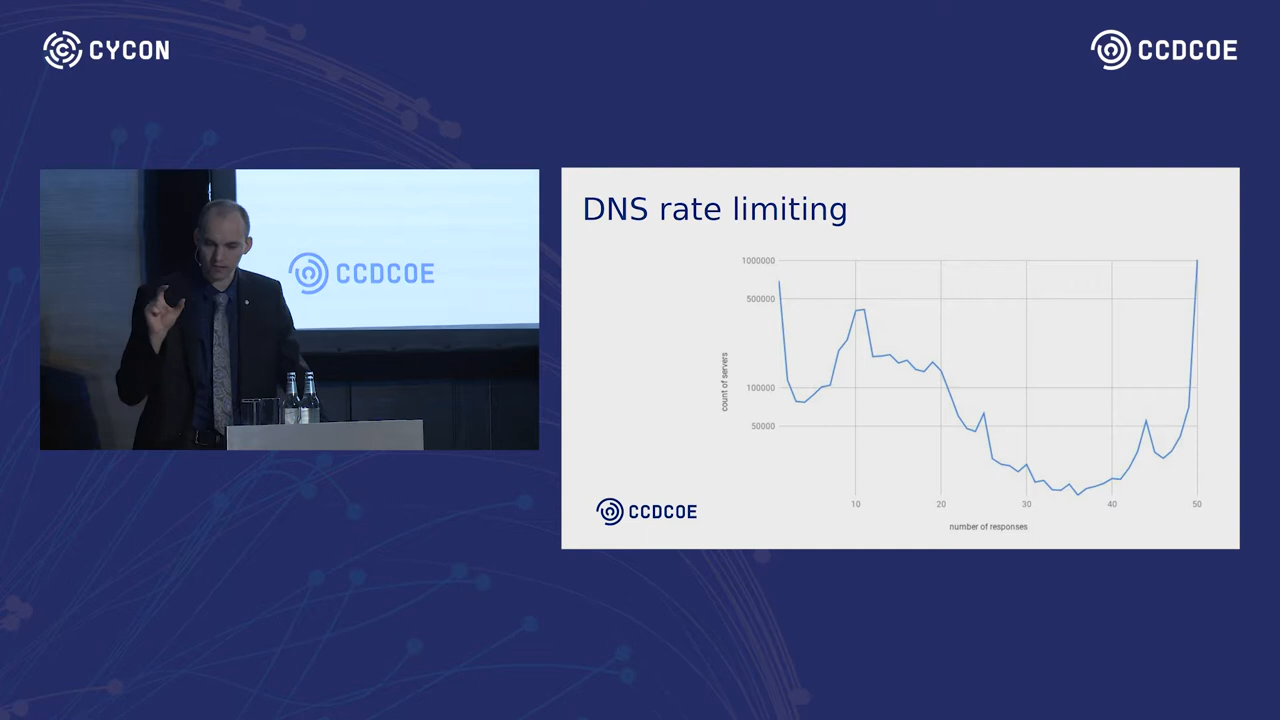 CYCON
CCDCOE
CCDCOE
DNS rate limiting
1000000
500000
100000
50000
count of servers
10 20 30 40 50
number of responses
CCDCOE